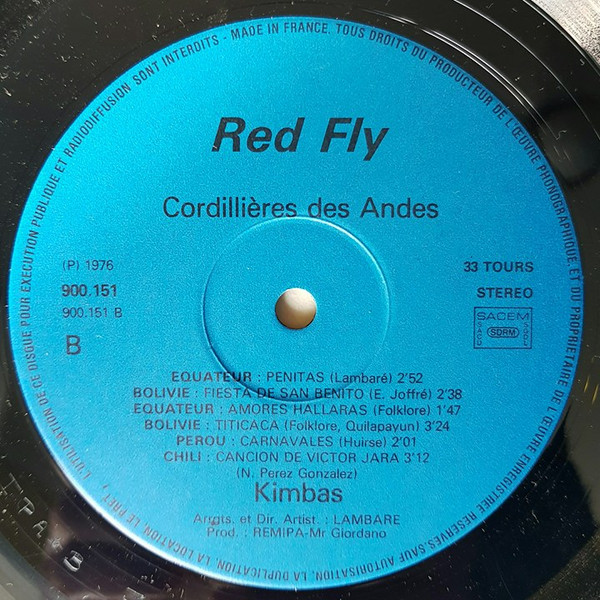 TOUS DROITS DU PRODUCTEUR DE L'ŒUVRE PHONOGRAPHIQUE ET DU PROPRIETAIRE DE L'ŒUVRE ENREGISTREE RESERVES. SAUF AUTORISATION, LA DUPLICATION, LA LOCATION, LE PRET, L'UTILISATION DE CE DISQUE POUR EXECUTION PUBLIQUE ET RADIODIFFUSION SONT INTERDITS - MADE IN FRANCE.
Red Fly
Cordillières des Andes
(P) 1976
33 TOURS
900.151
STEREO
900.151 B
SACEM
SACD
SDRM
SGDL
B
EQUATEUR : PENITAS (Lambaré) 2'52
BOLIVIE : FIESTA DE SAN BENITO (E. Joffré) 2'38
EQUATEUR : AMORES HALLARAS (Folklore) 1'47
BOLIVIE : TITICACA (Folklore, Quilapayun) 3'24
PEROU : CARNAVALES (Huirse) 2'01
CHILI : CANCION DE VICTOR JARA 3'12
(N. Perez Gonzalez)
Kimbas
Arrgts. et Dir. Artist. : LAMBARE
Prod. : REMIPA-Mr Giordano